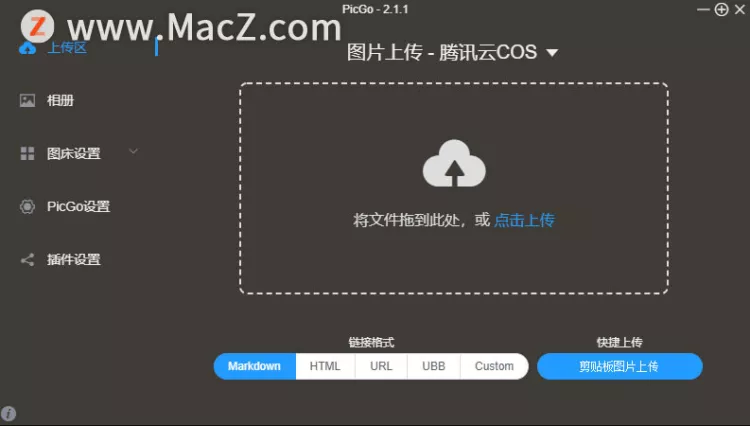 PicGo - 2.1.1
Z www.MacZ.com
上传区
图片上传 - 腾讯云COS
相册
图床设置
PicGo设置
插件设置
将文件拖到此处，或 点击上传
链接格式
快捷上传
Markdown HTML URL UBB Custom
剪贴板图片上传